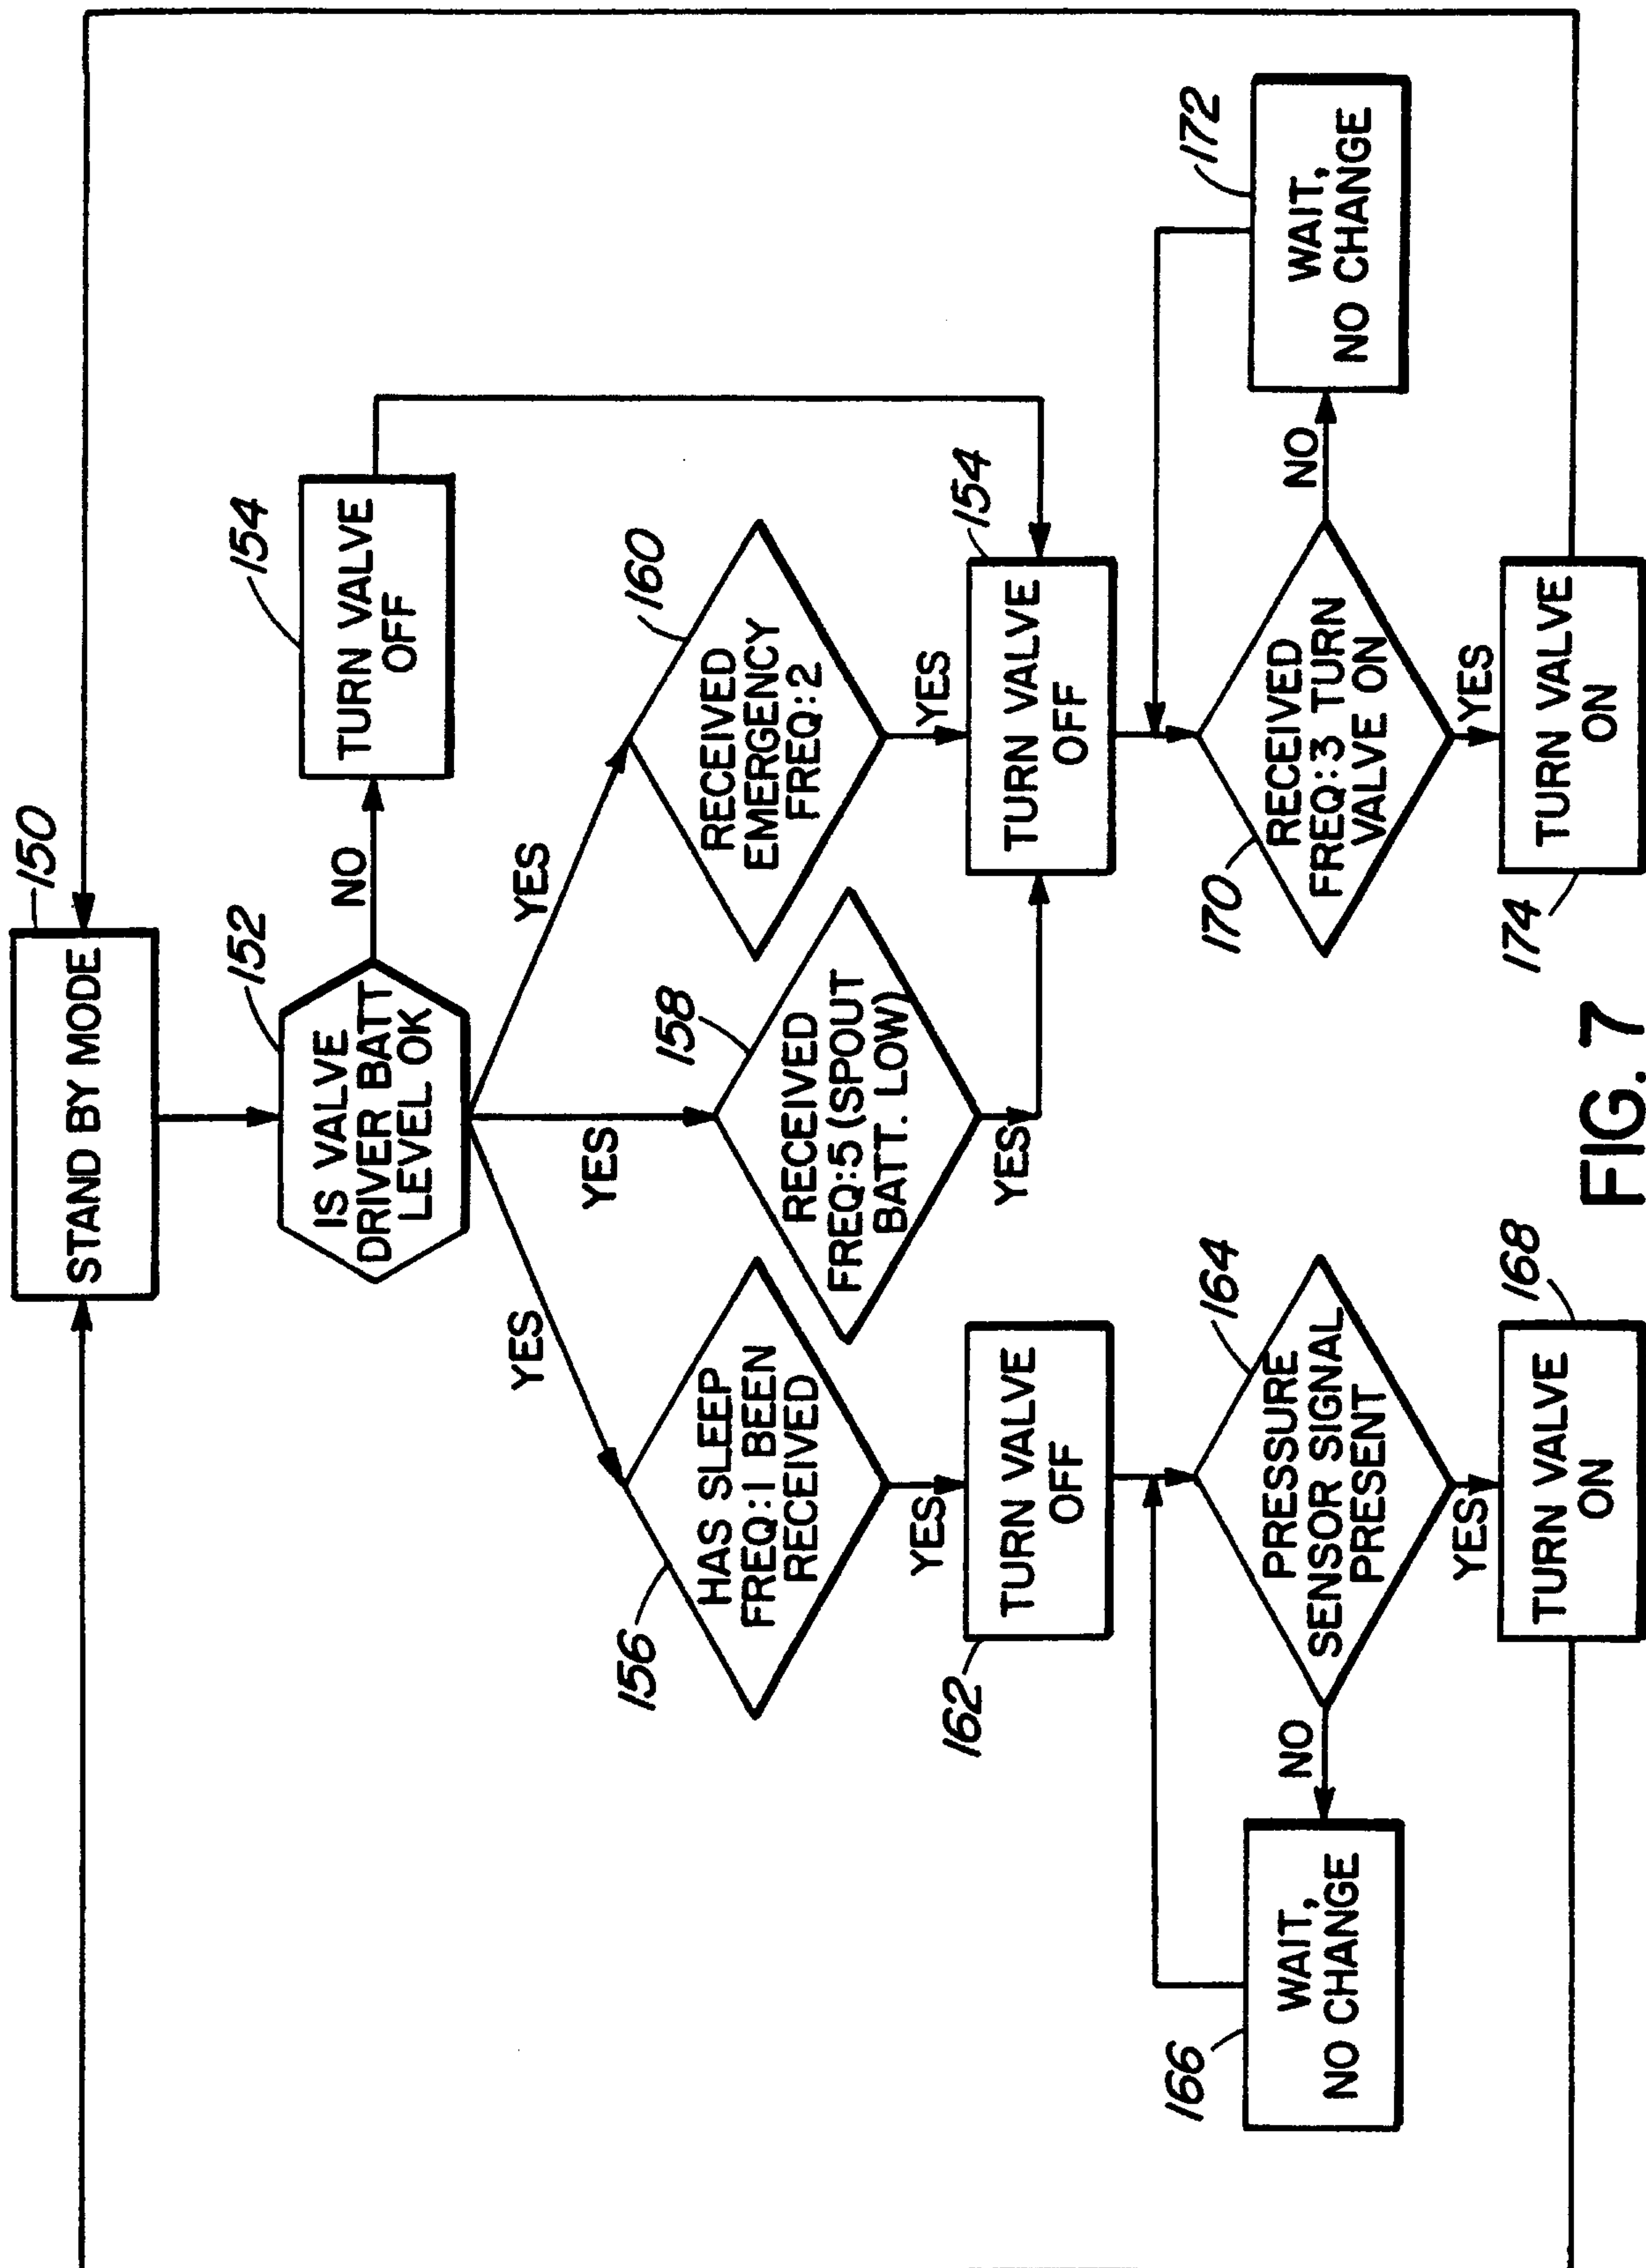 150
STAND BY MODE
152
IS VALVE
DRIVER BATT
LEVEL OK
NO
154
TURN VALVE
OFF
YES
YES
YES
156
HAS SLEEP
FREQ:1 BEEN
RECEIVED
158
RECEIVED
FREQ:5 (SPOUT
BATT. LOW)
160
RECEIVED
EMERGENCY
FREQ:2
YES
YES
YES
162
TURN VALVE
OFF
154
TURN VALVE
OFF
164
PRESSURE
SENSOR SIGNAL
PRESENT
NO
166
WAIT,
NO CHANGE
170
RECEIVED
FREQ:3 TURN
VALVE ON
NO
172
WAIT,
NO CHANGE
YES
168
TURN VALVE
ON
YES
174
TURN VALVE
ON
FIG. 7